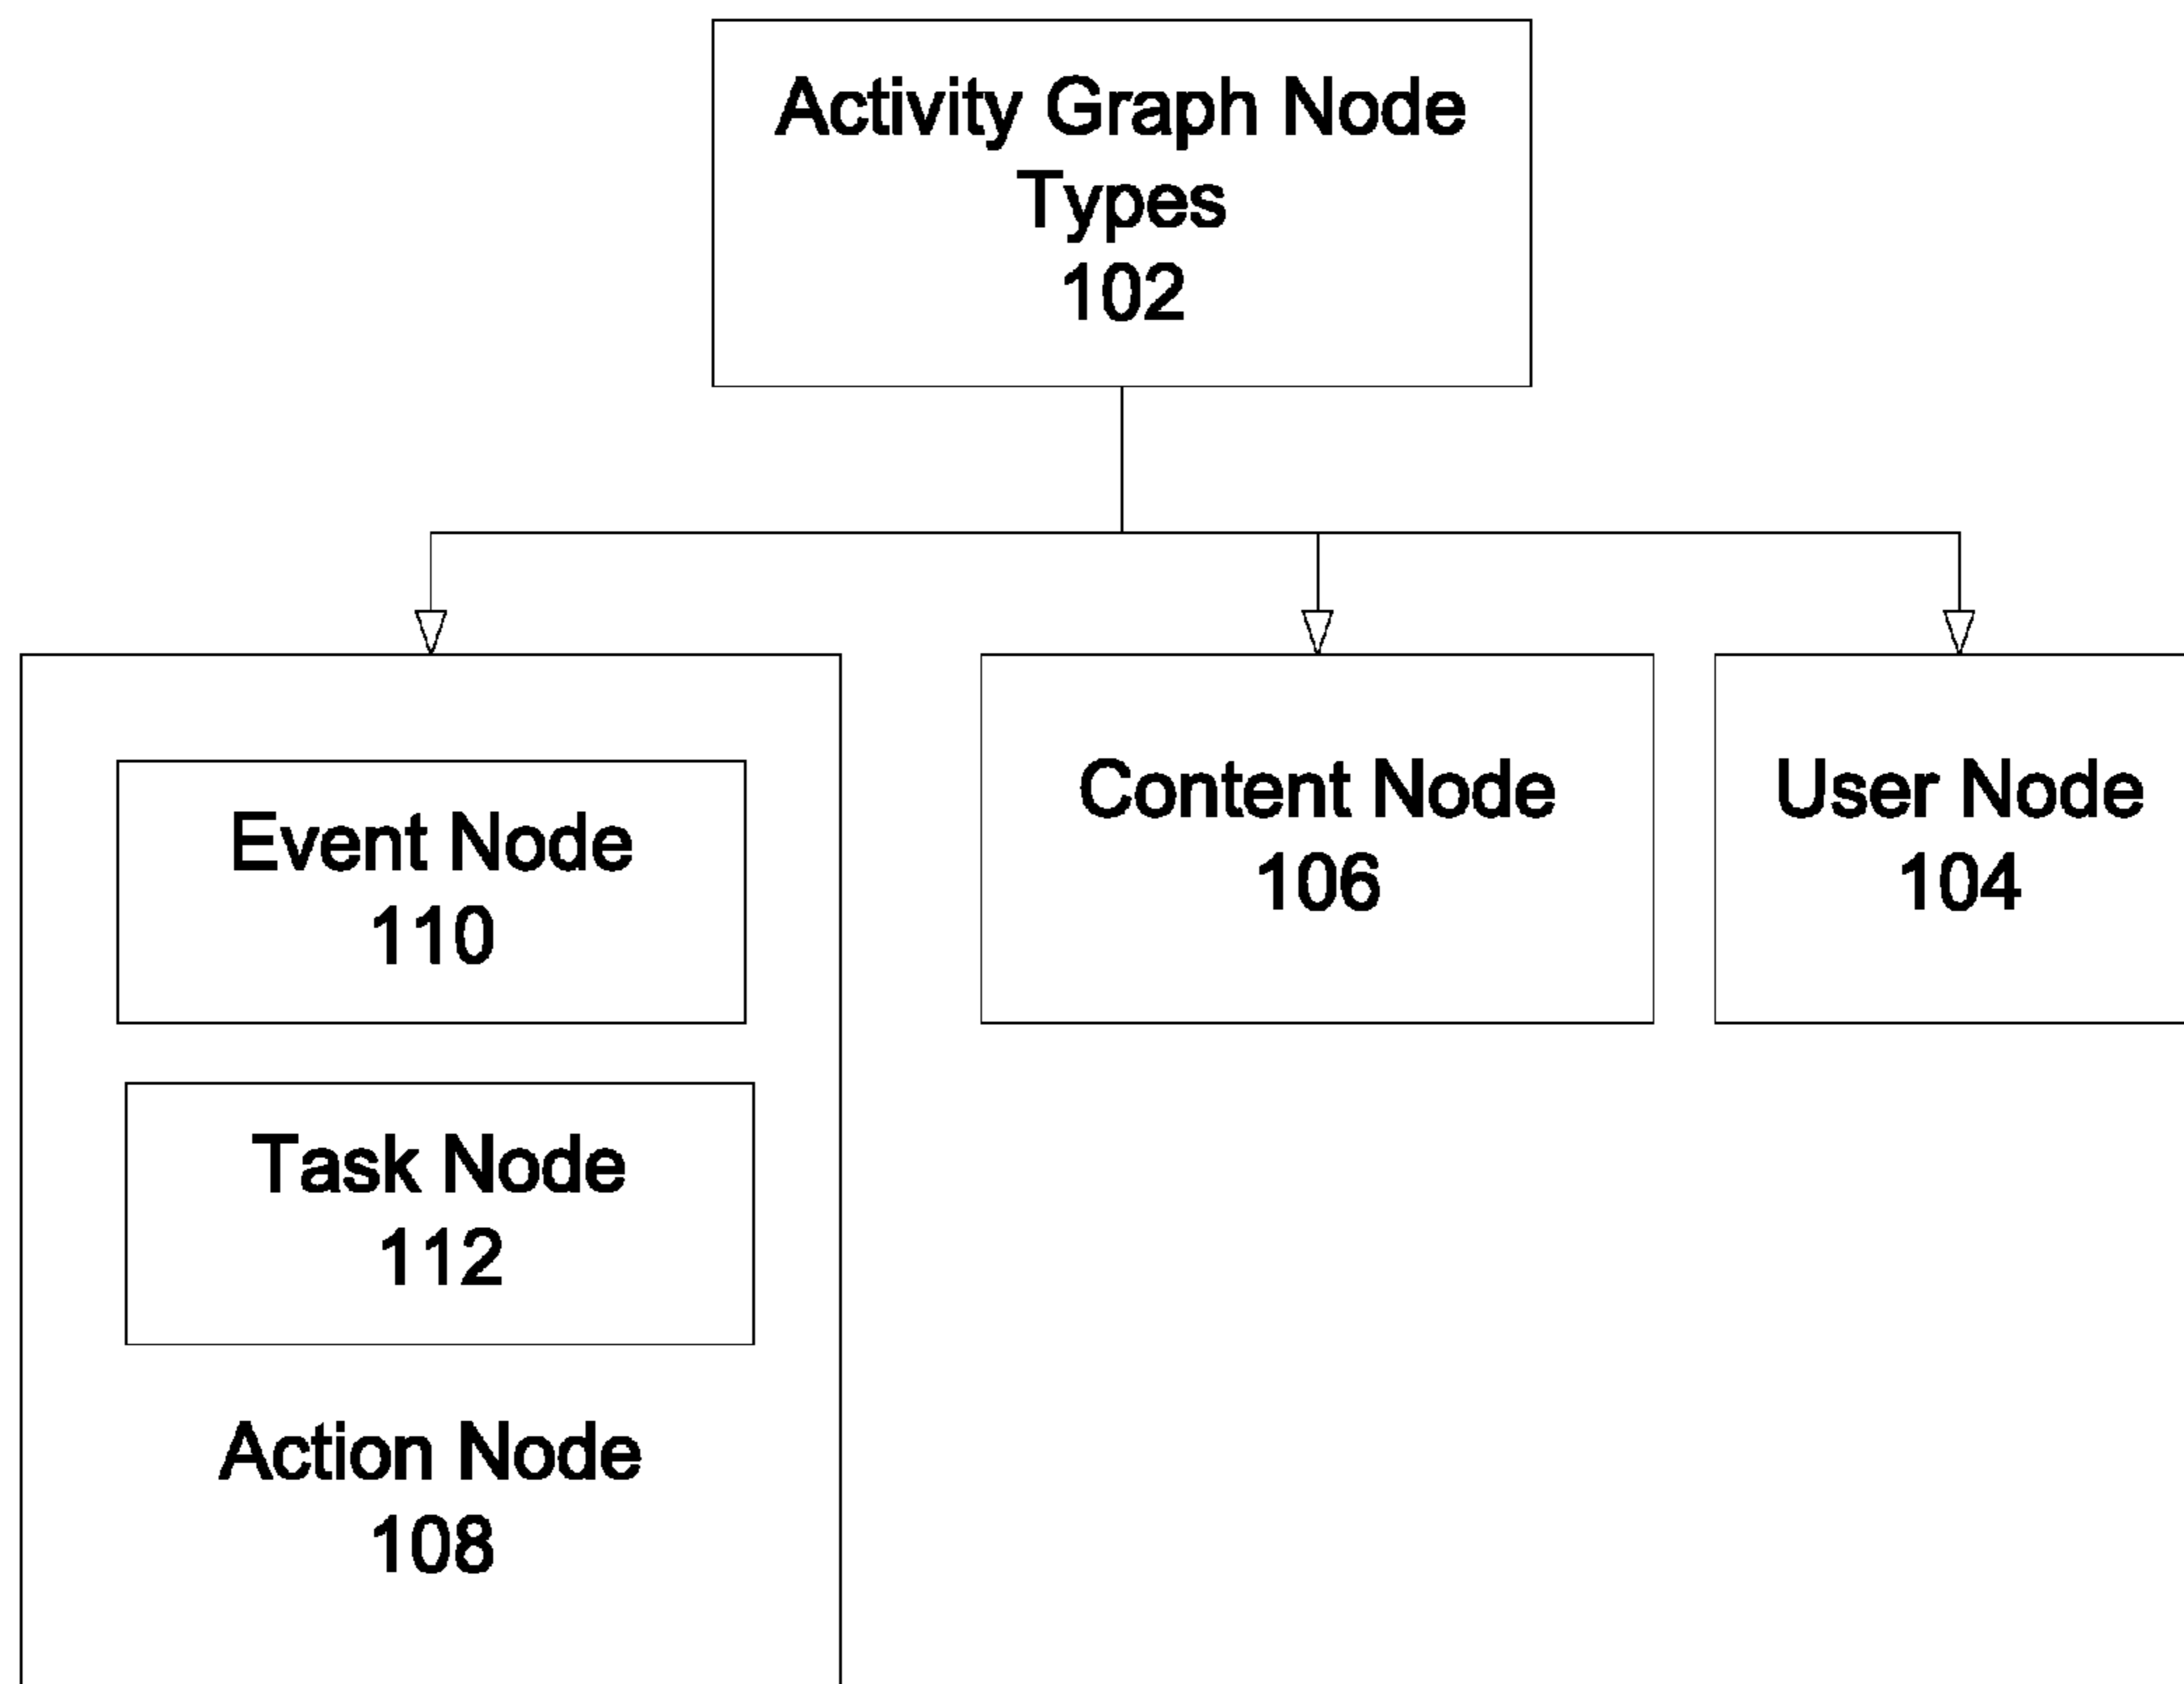 Activity Graph Node
Types
102
Event Node
110
Task Node
112
Action Node
108
Content Node
106
User Node
104